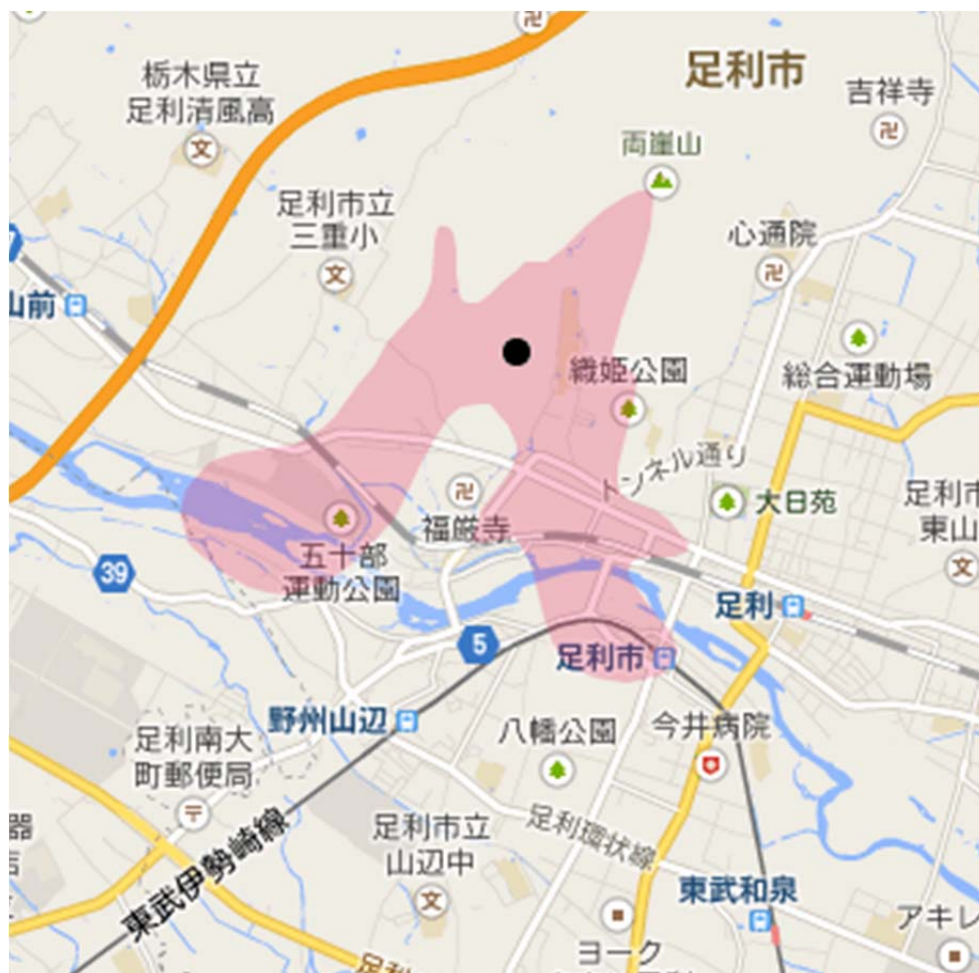 足利市
栃木県立
足利清風高
吉祥寺
両崖山
足利市立
三重小
心通院
山前
織姫公園
総合運動場
トンネル通り
大日苑
足利市
東山
福厳寺
五十部
運動公園
39
足利
5
足利市
野州山辺
八幡公園
今井病院
足利南大
町郵便局
器
足利環状線
足利市立
山辺中
東武伊勢崎線
東武和泉
アキレ
ヨーク
足利